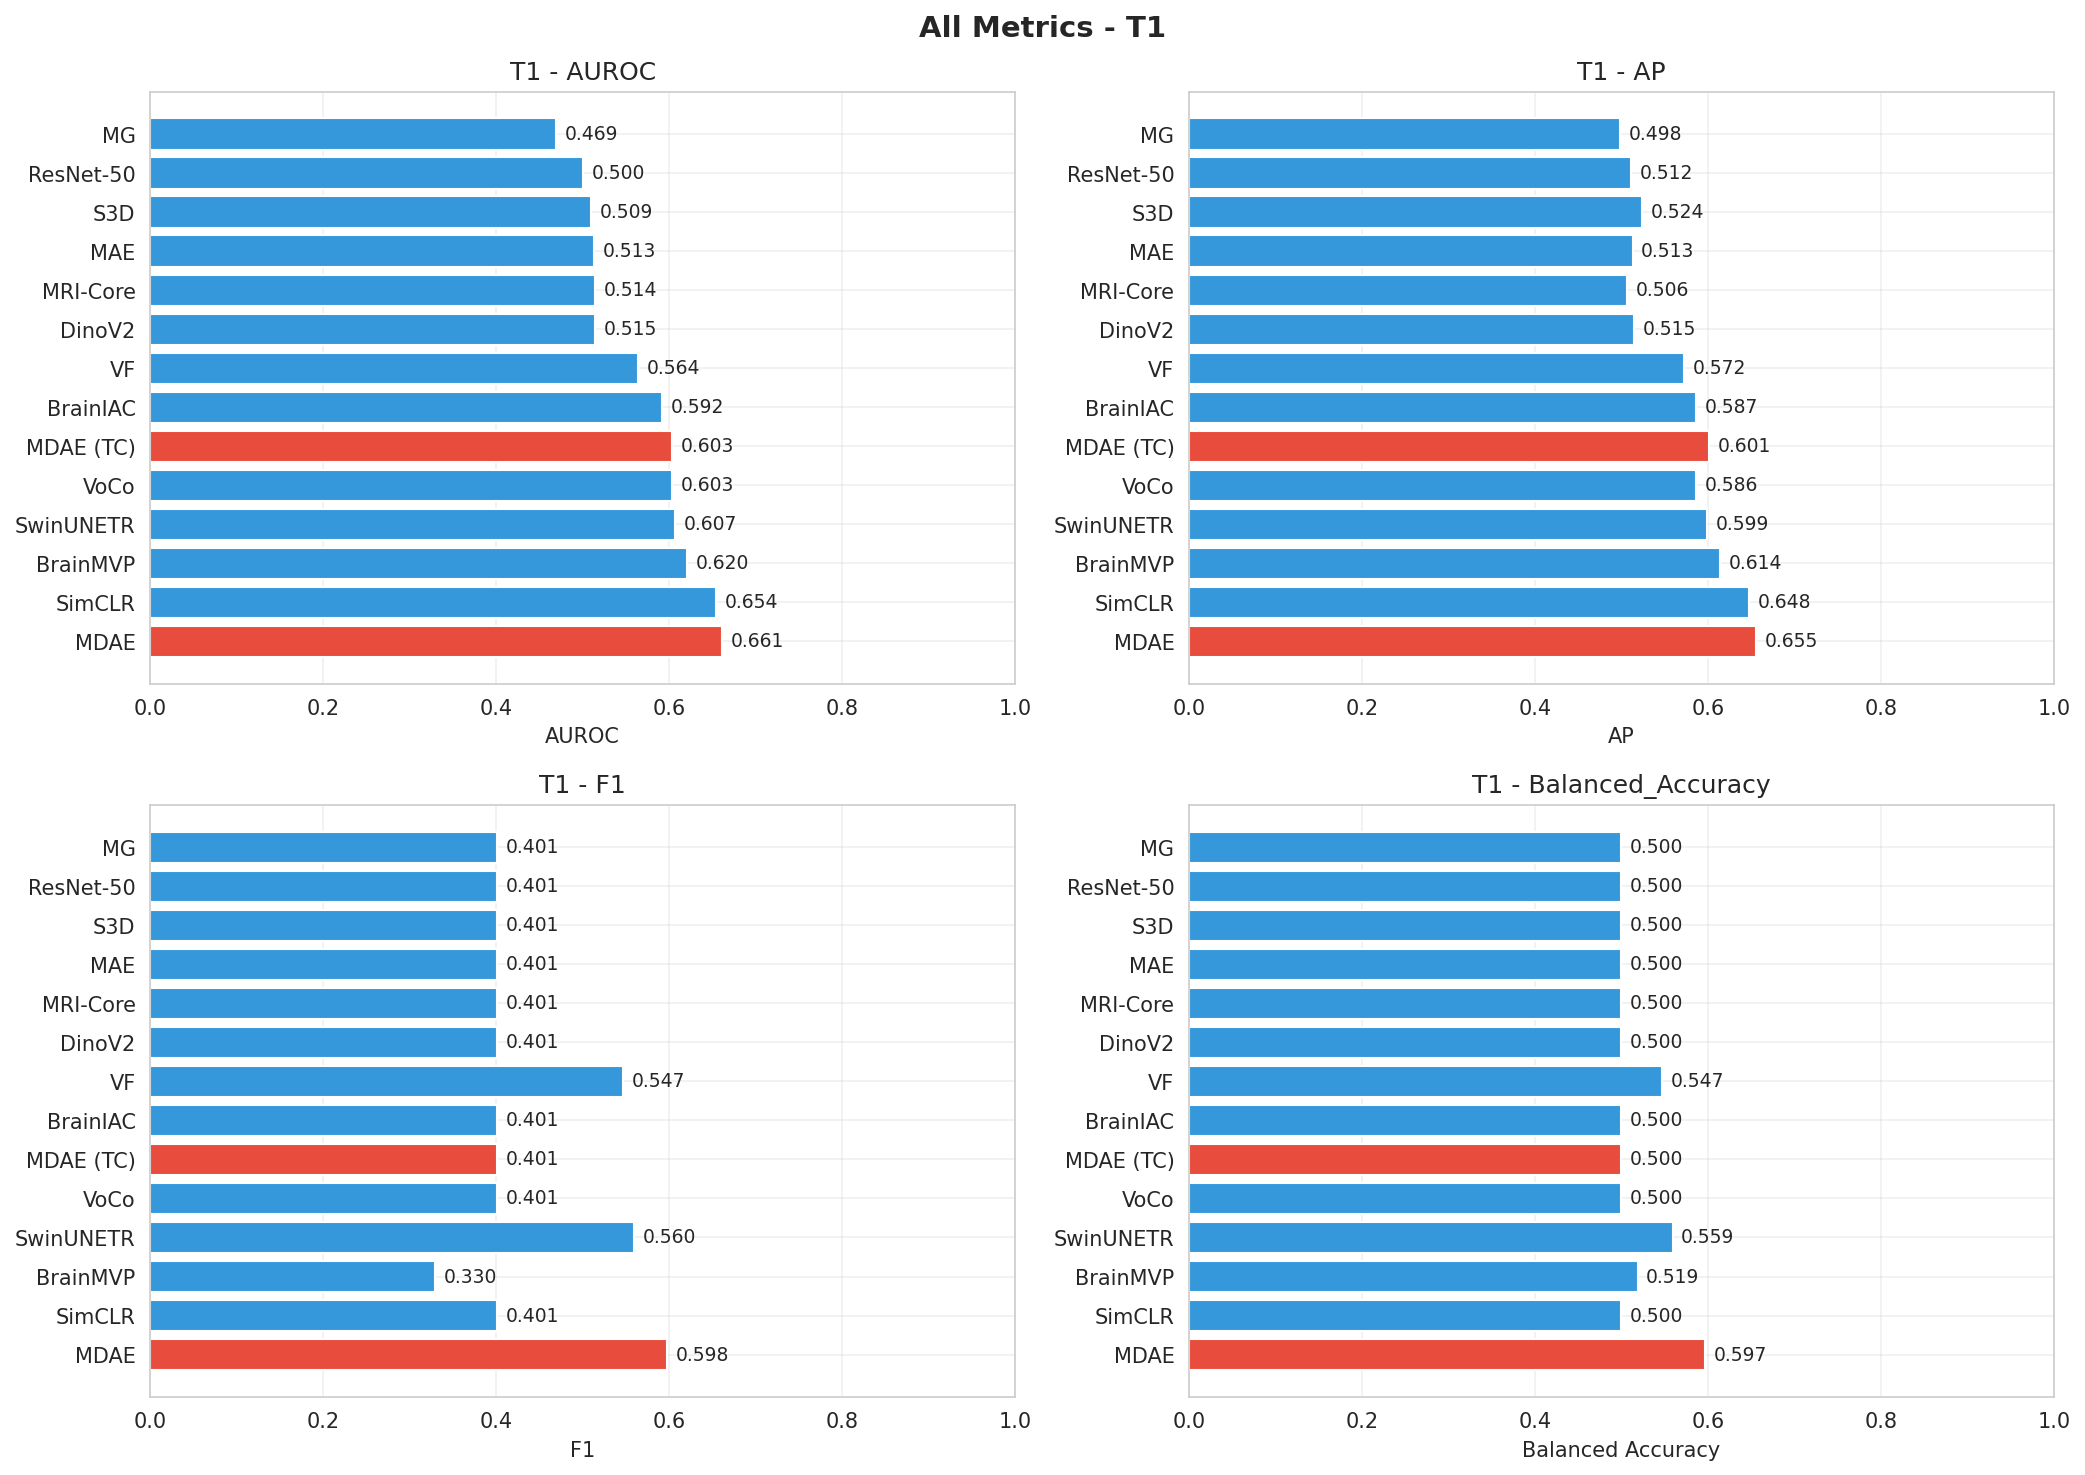 All Metrics - T1
T1 - AUROC
MG 0.469
ResNet-50 0.500
S3D 0.509
MAE 0.513
MRI-Core 0.514
DinoV2 0.515
VF 0.564
BrainIAC 0.592
MDAE (TC) 0.603
VoCo 0.603
SwinUNETR 0.607
BrainMVP 0.620
SimCLR 0.654
MDAE 0.661
0.0 0.2 0.4 0.6 0.8 1.0
AUROC
T1 - AP
MG 0.498
ResNet-50 0.512
S3D 0.524
MAE 0.513
MRI-Core 0.506
DinoV2 0.515
VF 0.572
BrainIAC 0.587
MDAE (TC) 0.601
VoCo 0.586
SwinUNETR 0.599
BrainMVP 0.614
SimCLR 0.648
MDAE 0.655
0.0 0.2 0.4 0.6 0.8 1.0
AP
T1 - F1
MG 0.401
ResNet-50 0.401
S3D 0.401
MAE 0.401
MRI-Core 0.401
DinoV2 0.401
VF 0.547
BrainIAC 0.401
MDAE (TC) 0.401
VoCo 0.401
SwinUNETR 0.560
BrainMVP 0.330
SimCLR 0.401
MDAE 0.598
0.0 0.2 0.4 0.6 0.8 1.0
F1
T1 - Balanced_Accuracy
MG 0.500
ResNet-50 0.500
S3D 0.500
MAE 0.500
MRI-Core 0.500
DinoV2 0.500
VF 0.547
BrainIAC 0.500
MDAE (TC) 0.500
VoCo 0.500
SwinUNETR 0.559
BrainMVP 0.519
SimCLR 0.500
MDAE 0.597
0.0 0.2 0.4 0.6 0.8 1.0
Balanced Accuracy